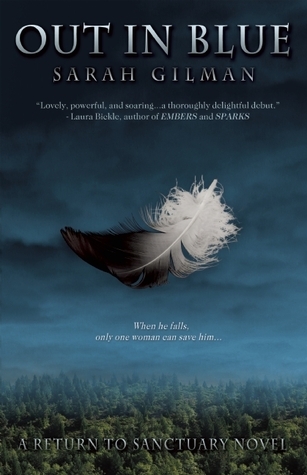 OUT IN BLUE
SARAH GILMAN
"Lovely, powerful, and soaring...a thoroughly delightful debut."
- Laura Bickle, author of EMBERS and SPARKS
When he falls,
only one woman can save him...
A RETURN TO SANCTUARY NOVEL